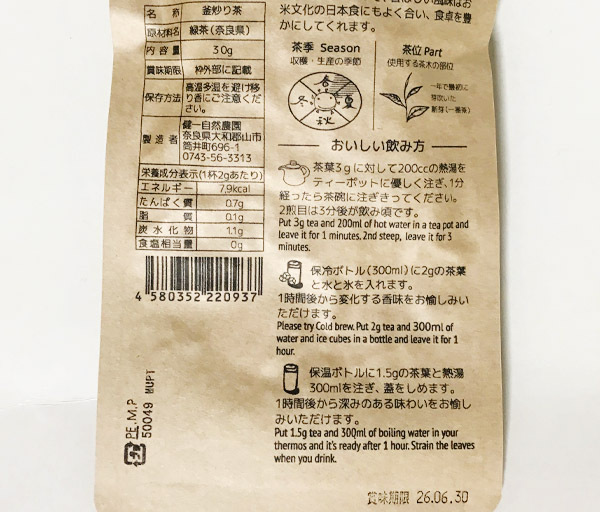 名 称 釜炒り茶
原材料名 緑茶(奈良県)
内 容 量 30g
賞味期限 枠外部に記載
保存方法 高温多湿を避け移
り香にご注意くだ
さい。
製 造 者 健一自然農園
奈良県大和郡山市
筒井町696-1
0743-56-3313
栄養成分表示(1杯2gあたり)
エネルギー 7.9kcal
たんぱく質 0.7g
脂 質 0.1g
炭 水 化 物 1.1g
食塩相当量 0g
4 580352 220937
PE, M, P
50049 HUPT
米文化の日本食にもよく合い、食卓を豊
かにしてくれます。
茶季 Season
収穫・生産の季節
春 夏 秋 冬
茶位 Part
使用する茶木の部位
一年で最初に
芽吹いた
新芽(一番茶)
おいしい飲み方
茶葉3gに対して200ccの熱湯を
ティーポットに優しく注ぎ、1分
経ったら茶碗に注ぎきってください。
2煎目は3分後が飲み頃です。
Put 3g tea and 200ml of hot water in a tea pot and
leave it for 1 minutes. 2nd steep, leave it for 3
minutes.
保冷ボトル(300ml)に2gの茶葉
と水と氷を入れます。
1時間後から変化する香味をお愉しみい
ただけます。
Please try Cold brew. Put 2g tea and 300ml of
water and ice cubes in a bottle and leave it for 1
hour.
保温ボトルに1.5gの茶葉と熱湯
300mlを注ぎ、蓋をしめます。
1時間後から深みのある味わいをお愉し
みいただけます。
Put 1.5g tea and 300ml of boiling water in your
thermos and it's ready after 1 hour. Strain the leaves
when you drink.
賞味期限 26.06.30